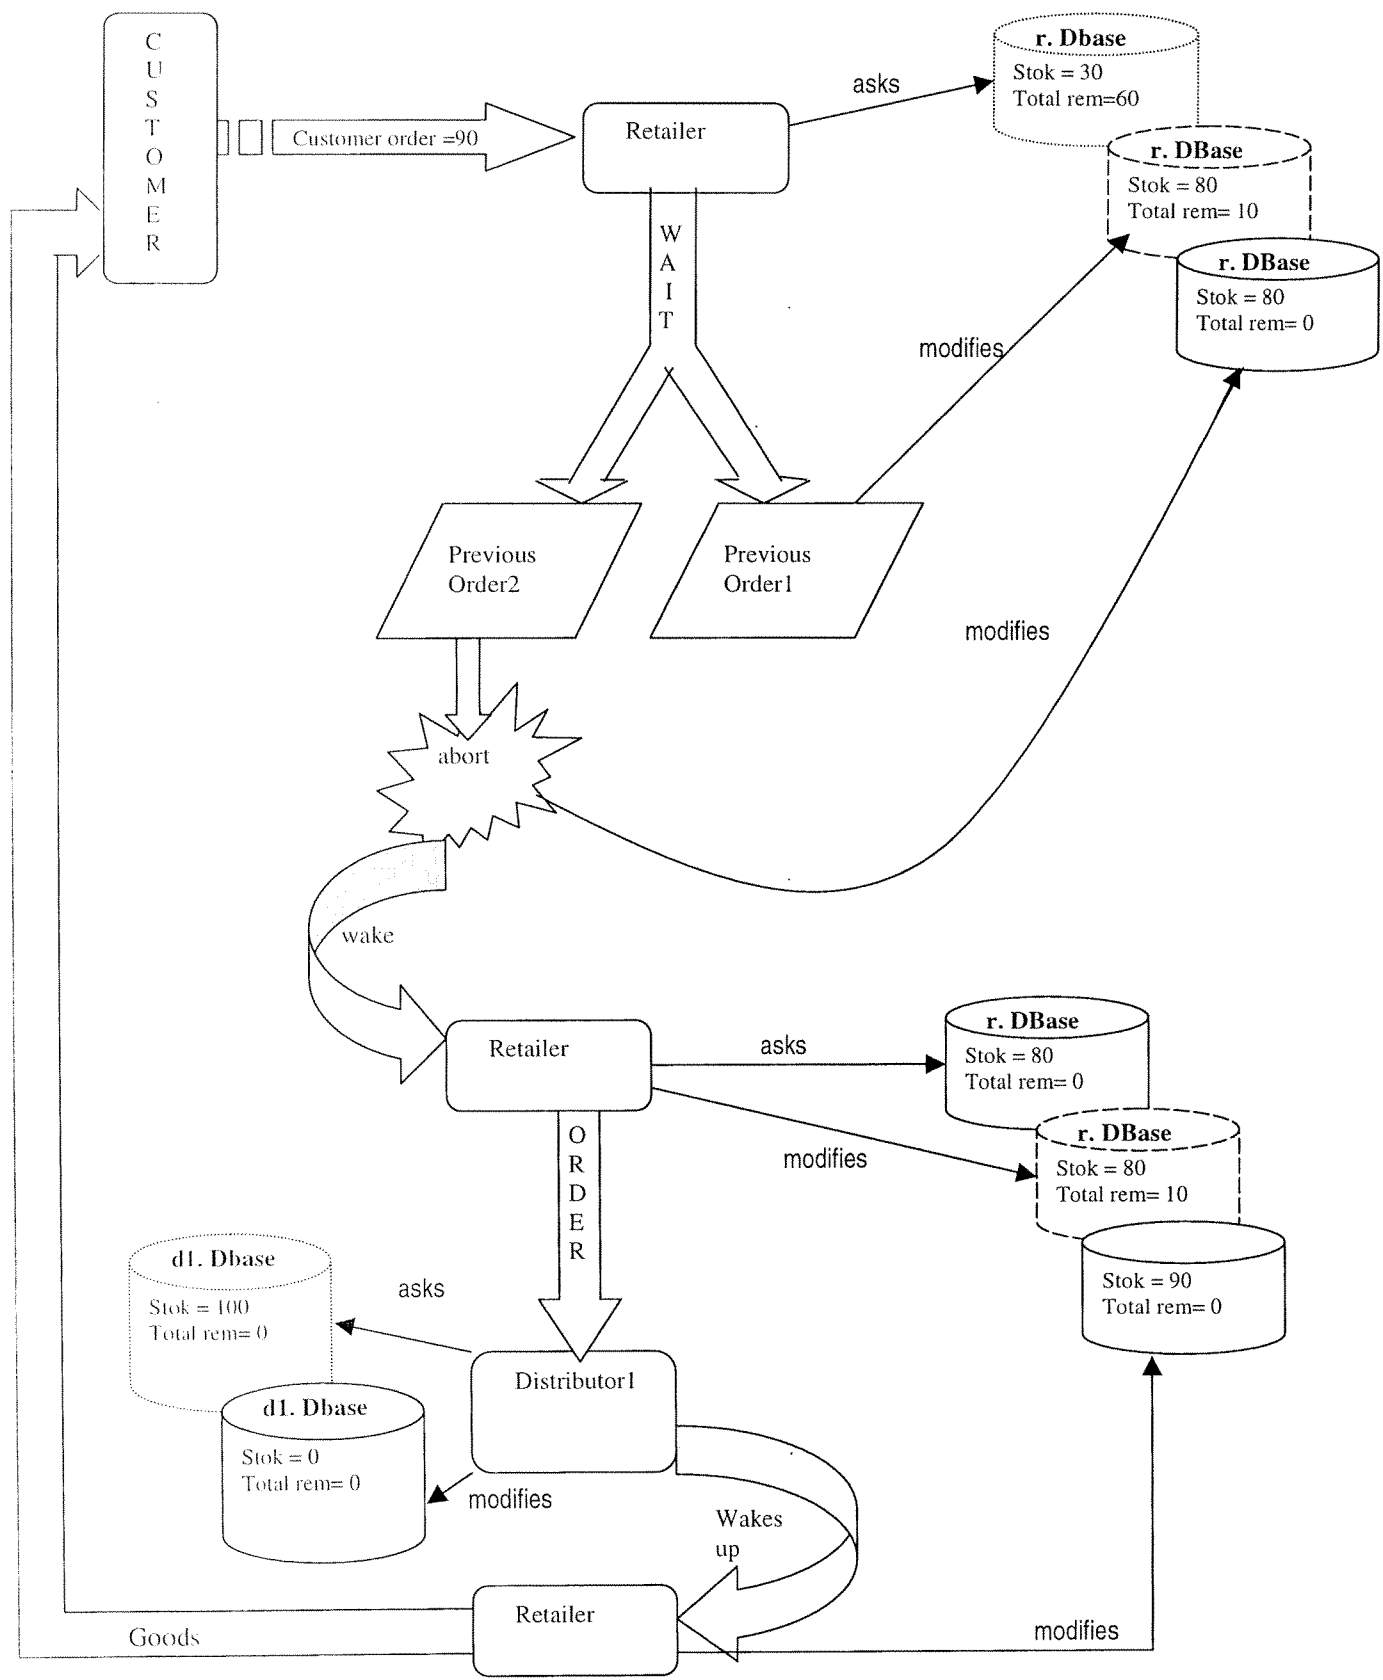 CUSTOMER
Customer order =90
Retailer
asks
r. Dbase
Stok = 30
Total rem=60
r. DBase
Stok = 80
Total rem= 10
r. DBase
Stok = 80
Total rem= 0
WAIT
modifies
Previous
Order2
Previous
Order1
modifies
abort
wake
Retailer
asks
r. DBase
Stok = 80
Total rem= 0
modifies
r. DBase
Stok = 80
Total rem= 10
Stok = 90
Total rem= 0
ORDER
d1. Dbase
Stok = 100
Total rem= 0
asks
Distributor1
d1. Dbase
Stok = 0
Total rem= 0
modifies
Wakes
up
Retailer
Goods
modifies